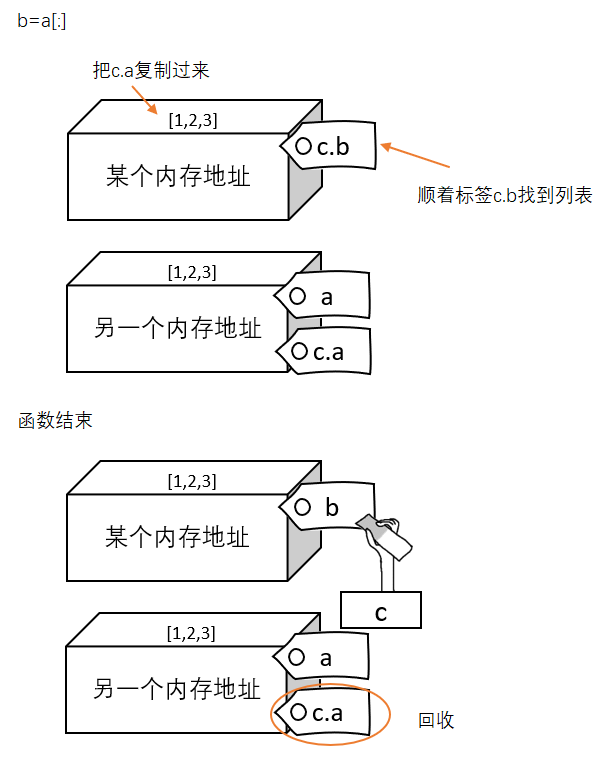 b=a[:]
把c.a复制过来
[1,2,3]
c.b
某个内存地址
顺着标签c.b找到列表
[1,2,3]
a
另一个内存地址
c.a
函数结束
[1,2,3]
b
某个内存地址
c
[1,2,3]
a
另一个内存地址
c.a
回收